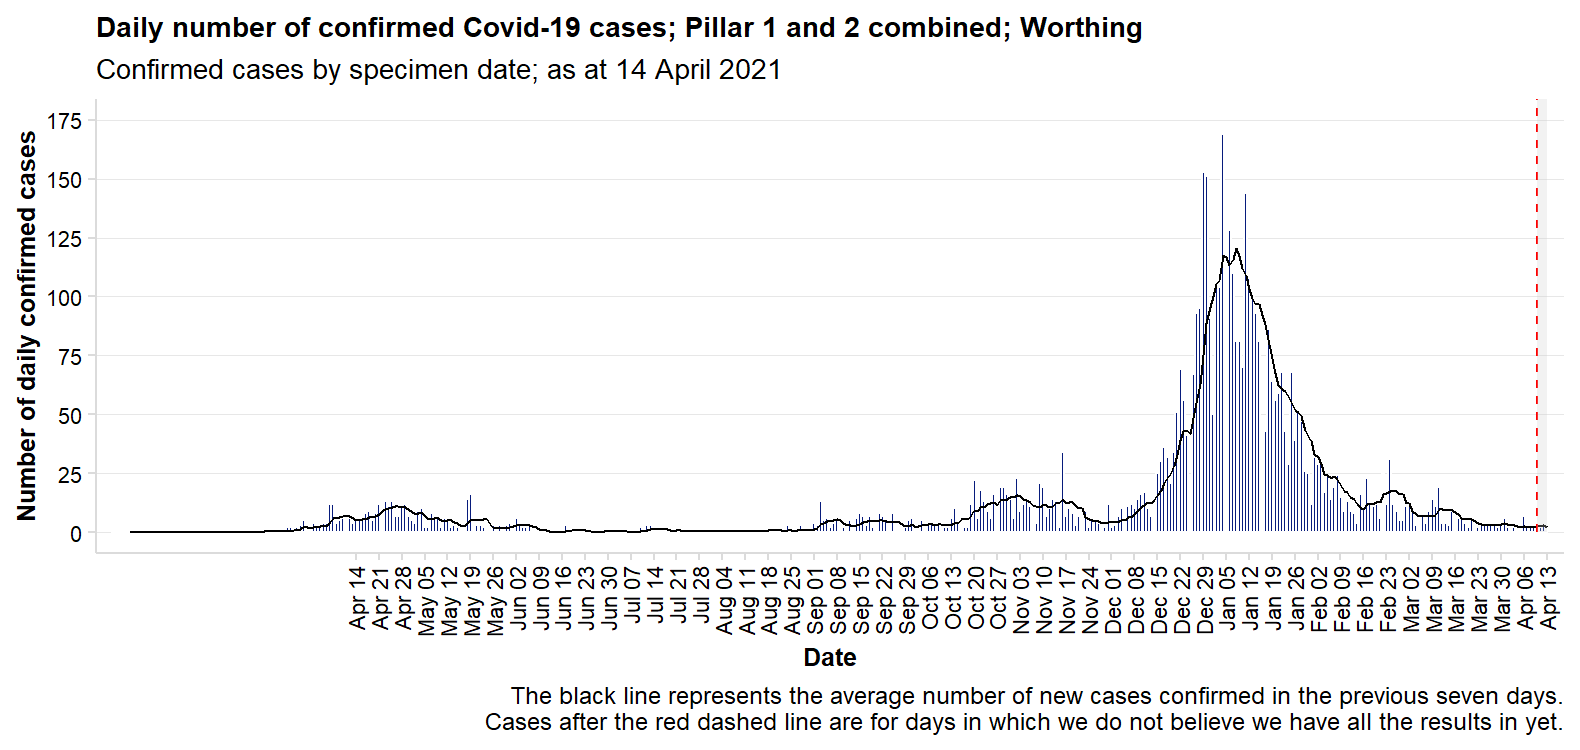 Daily number of confirmed Covid-19 cases; Pillar 1 and 2 combined; Worthing
Confirmed cases by specimen date; as at 14 April 2021
Number of daily confirmed cases
175
150
125
100
75
50
25
0
Apr 14
Apr 21
Apr 28
May 05
May 12
May 19
May 26
Jun 02
Jun 09
Jun 16
Jun 23
Jun 30
Jul 07
Jul 14
Jul 21
Jul 28
Aug 04
Aug 11
Aug 18
Aug 25
Sep 01
Sep 08
Sep 15
Sep 22
Sep 29
Oct 06
Oct 13
Oct 20
Oct 27
Nov 03
Nov 10
Nov 17
Nov 24
Dec 01
Dec 08
Dec 15
Dec 22
Dec 29
Jan 05
Jan 12
Jan 19
Jan 26
Feb 02
Feb 09
Feb 16
Feb 23
Mar 02
Mar 09
Mar 16
Mar 23
Mar 30
Apr 06
Apr 13
Date
The black line represents the average number of new cases confirmed in the previous seven days.
Cases after the red dashed line are for days in which we do not believe we have all the results in yet.